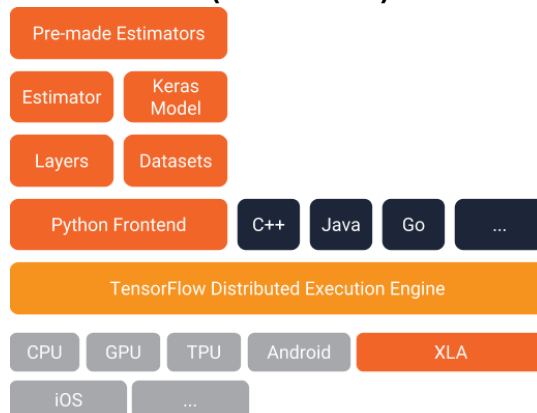 Pre-made Estimators
Estimator
Keras
Model
Layers
Datasets
Python Frontend
C++
Java
Go
...
TensorFlow Distributed Execution Engine
CPU
GPU
TPU
Android
XLA
iOS
...